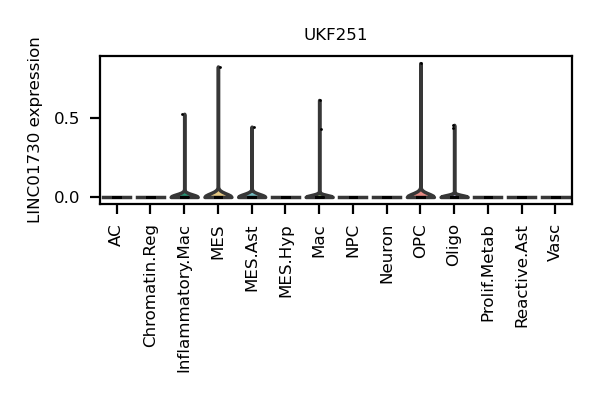 UKF251
LINC01730 expression
0.5
0.0
AC
Chromatin.Reg
Inflammatory.Mac
MES
MES.Ast
MES.Hyp
Mac
NPC
Neuron
OPC
Oligo
Prolif.Metab
Reactive.Ast
Vasc